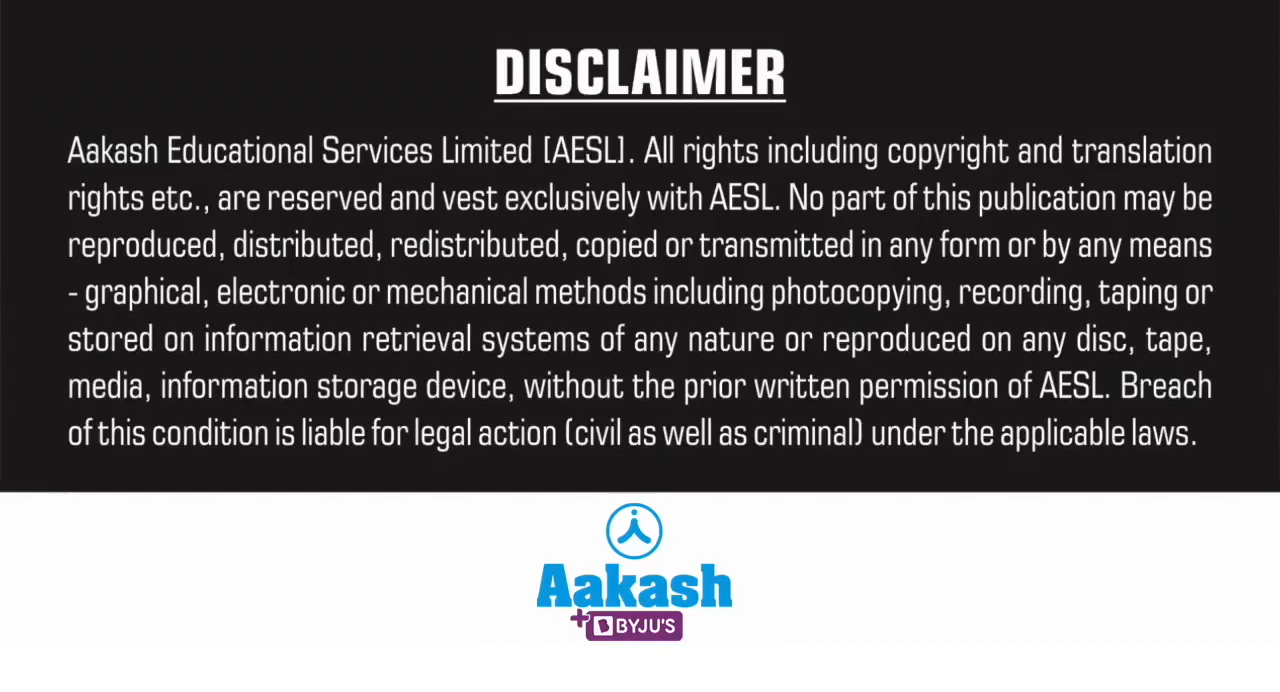 DISCLAIMER
Aakash Educational Services Limited [AESL]. All rights including copyright and translation
rights etc., are reserved and vest exclusively with AESL. No part of this publication may be
reproduced, distributed, redistributed, copied or transmitted in any form or by any means
- graphical, electronic or mechanical methods including photocopying, recording, taping or
stored on information retrieval systems of any nature or reproduced on any disc, tape,
media, information storage device, without the prior written permission of AESL. Breach
of this condition is liable for legal action (civil as well as criminal) under the applicable laws.
Aakash
+ BYJU'S